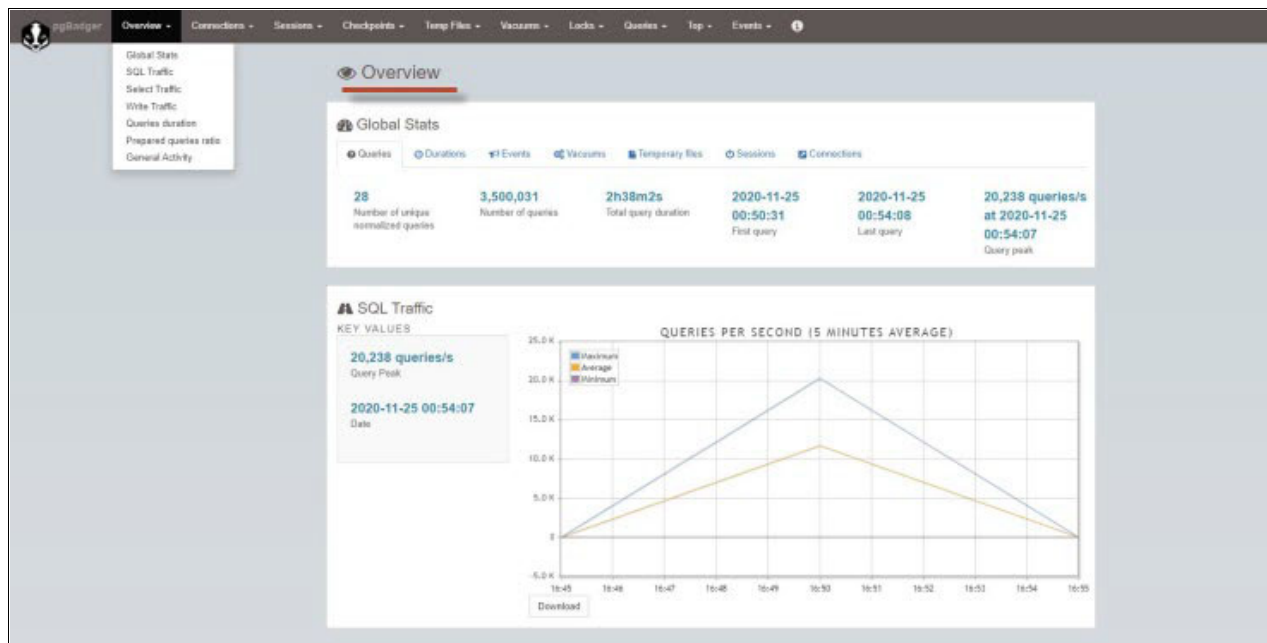 pgBadger
Overview
Connections
Sessions
Checkpoints
Temp Files
Vacuums
Locks
Queries
Top
Events
Global Stats
SQL Traffic
Select Traffic
Write Traffic
Queries duration
Prepared queries ratio
General Activity
Overview
Global Stats
Queries
Durations
Events
Vacuums
Temporary files
Sessions
Connections
28
Number of unique
normalized queries
3,500,031
Number of queries
2h38m2s
Total query duration
2020-11-25
00:50:31
First query
2020-11-25
00:54:08
Last query
20,238 queries/s
at 2020-11-25
00:54:07
Query peak
SQL Traffic
KEY VALUES
20,238 queries/s
Query Peak
2020-11-25 00:54:07
Date
QUERIES PER SECOND (5 MINUTES AVERAGE)
Maximum
Average
Minimum
25.0 K
20.0 K
15.0 K
10.0 K
5.0 K
0
-5.0 K
16:45
16:46
16:47
16:48
16:49
16:50
16:51
16:52
16:53
16:54
16:55
Download